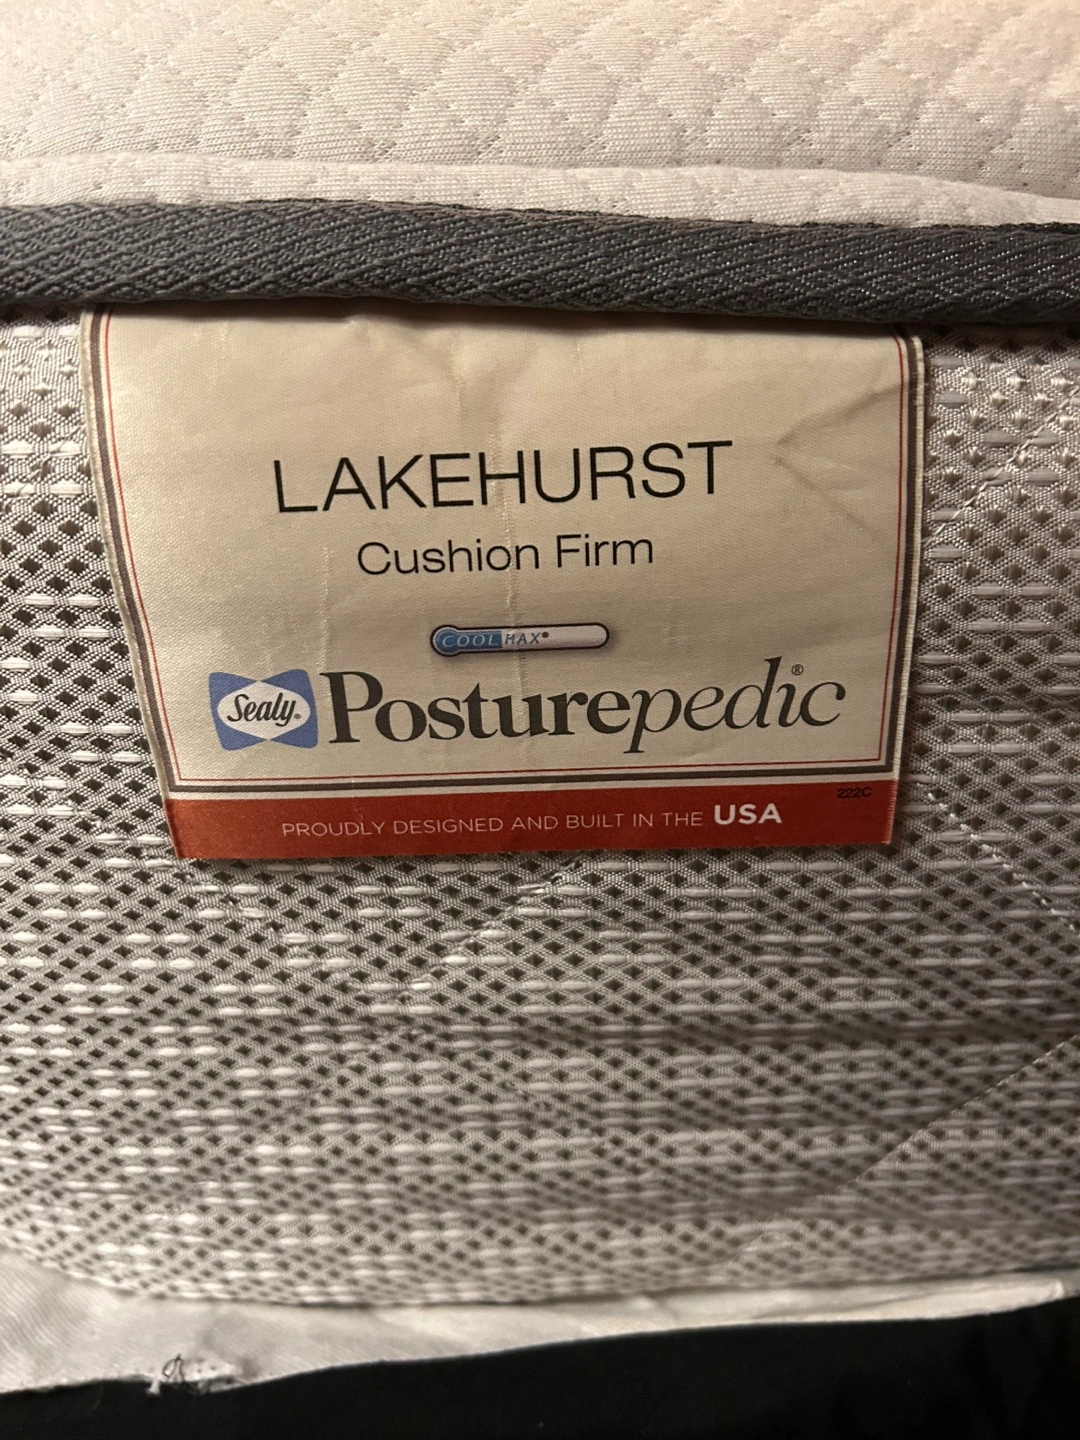 LAKEHURST
Cushion Firm
COOLMAX®
Sealy® Posturepedic®
222C
PROUDLY DESIGNED AND BUILT IN THE USA